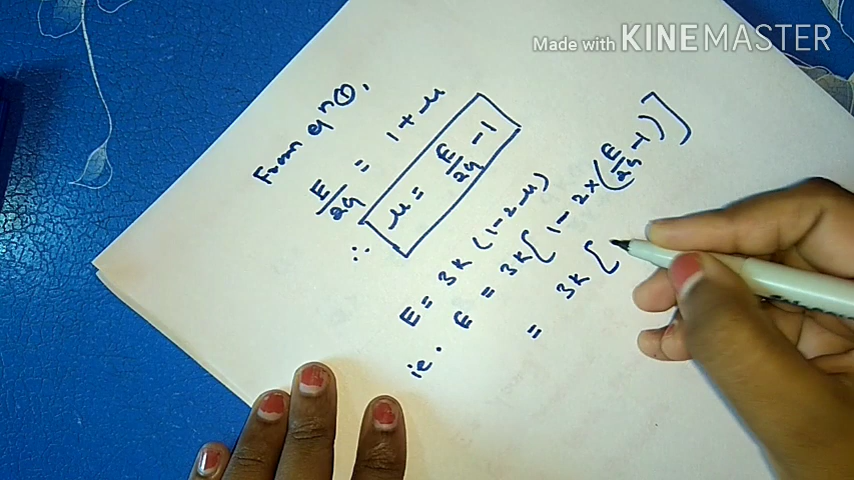 Made with KINEMASTER
From eqn ①,
E/2G = 1 + μ
∴ μ = E/2G - 1
E = 3K (1-2-μ)
ie. E = 3K [1 - 2 × (E/2G - 1)]
= 3K [